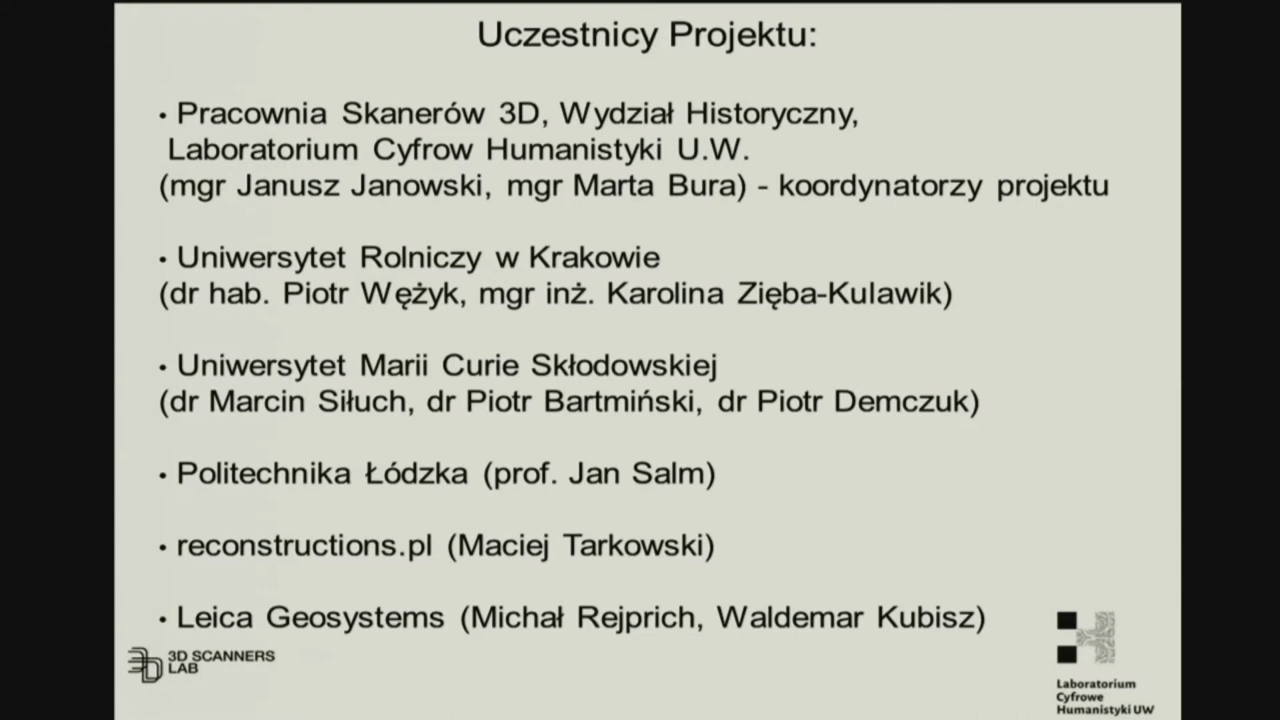 Uczestnicy Projektu:
• Pracownia Skanerów 3D, Wydział Historyczny,
Laboratorium Cyfrow Humanistyki U.W.
(mgr Janusz Janowski, mgr Marta Bura) - koordynatorzy projektu
• Uniwersytet Rolniczy w Krakowie
(dr hab. Piotr Wężyk, mgr inż. Karolina Zięba-Kulawik)
• Uniwersytet Marii Curie Skłodowskiej
(dr Marcin Siłuch, dr Piotr Bartmiński, dr Piotr Demczuk)
• Politechnika Łódzka (prof. Jan Salm)
• reconstructions.pl (Maciej Tarkowski)
• Leica Geosystems (Michał Rejprich, Waldemar Kubisz)
3D SCANNERS
LAB
Laboratorium
Cyfrowe
Humanistyki UW